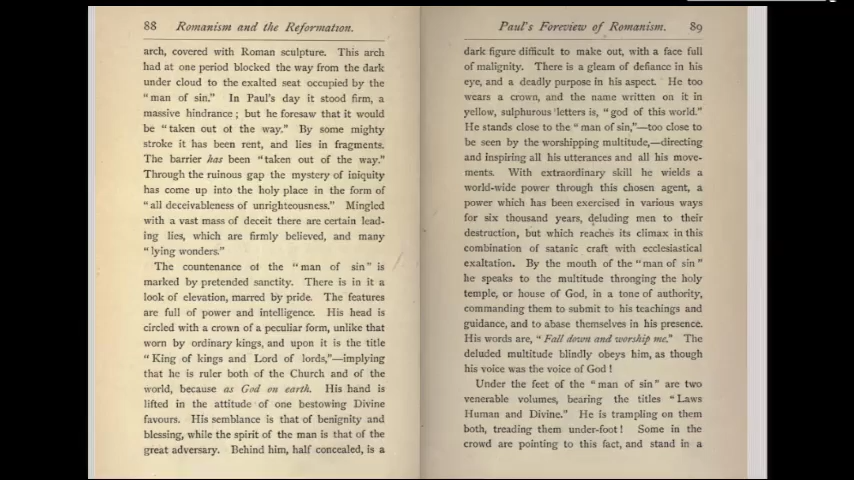 88 Romanism and the Reformation.
arch, covered with Roman sculpture. This arch
had at one period blocked the way from the dark
under cloud to the exalted seat occupied by the
"man of sin." In Paul's day it stood firm, a
massive hindrance; but he foresaw that it would
be "taken out of the way." By some mighty
stroke it has been rent, and lies in fragments.
The barrier has been "taken out of the way."
Through the ruinous gap the mystery of iniquity
has come up into the holy place in the form of
"all deceivableness of unrighteousness." Mingled
with a vast mass of deceit there are certain lead-
ing lies, which are firmly believed, and many
"lying wonders."
The countenance of the "man of sin" is
marked by pretended sanctity. There is in it a
look of elevation, marred by pride. The features
are full of power and intelligence. His head is
circled with a crown of a peculiar form, unlike that
worn by ordinary kings, and upon it is the title
"King of kings and Lord of lords,"—implying
that he is ruler both of the Church and of the
world, because as God on earth. His hand is
lifted in the attitude of one bestowing Divine
favours. His semblance is that of benignity and
blessing, while the spirit of the man is that of the
great adversary. Behind him, half concealed, is a
Paul's Foreview of Romanism. 89
dark figure difficult to make out, with a face full
of malignity. There is a gleam of defiance in his
eye, and a deadly purpose in his aspect. He too
wears a crown, and the name written on it in
yellow, sulphurous letters is, "god of this world."
He stands close to the "man of sin,"—too close to
be seen by the worshipping multitude,—directing
and inspiring all his utterances and all his move-
ments. With extraordinary skill he wields a
world-wide power through this chosen agent, a
power which has been exercised in various ways
for six thousand years, deluding men to their
destruction, but which reaches its climax in this
combination of satanic craft with ecclesiastical
exaltation. By the mouth of the "man of sin"
he speaks to the multitude thronging the holy
temple, or house of God, in a tone of authority,
commanding them to submit to his teachings and
guidance, and to abase themselves in his presence.
His words are, "Fall down and worship me." The
deluded multitude blindly obeys him, as though
his voice was the voice of God!
Under the feet of the "man of sin" are two
venerable volumes, bearing the titles "Laws
Human and Divine." He is trampling on them
both, treading them under-foot! Some in the
crowd are pointing to this fact, and stand in a